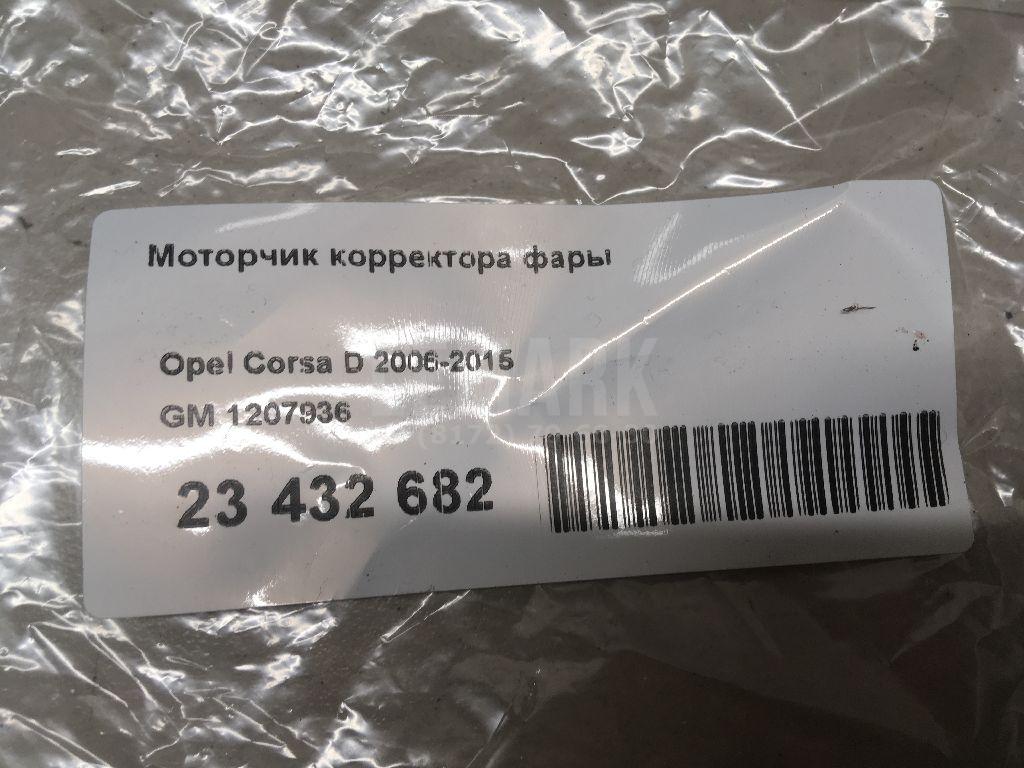 Моторчик корректора фары
Opel Corsa D 2006-2015
GM 1207936
23 432 682